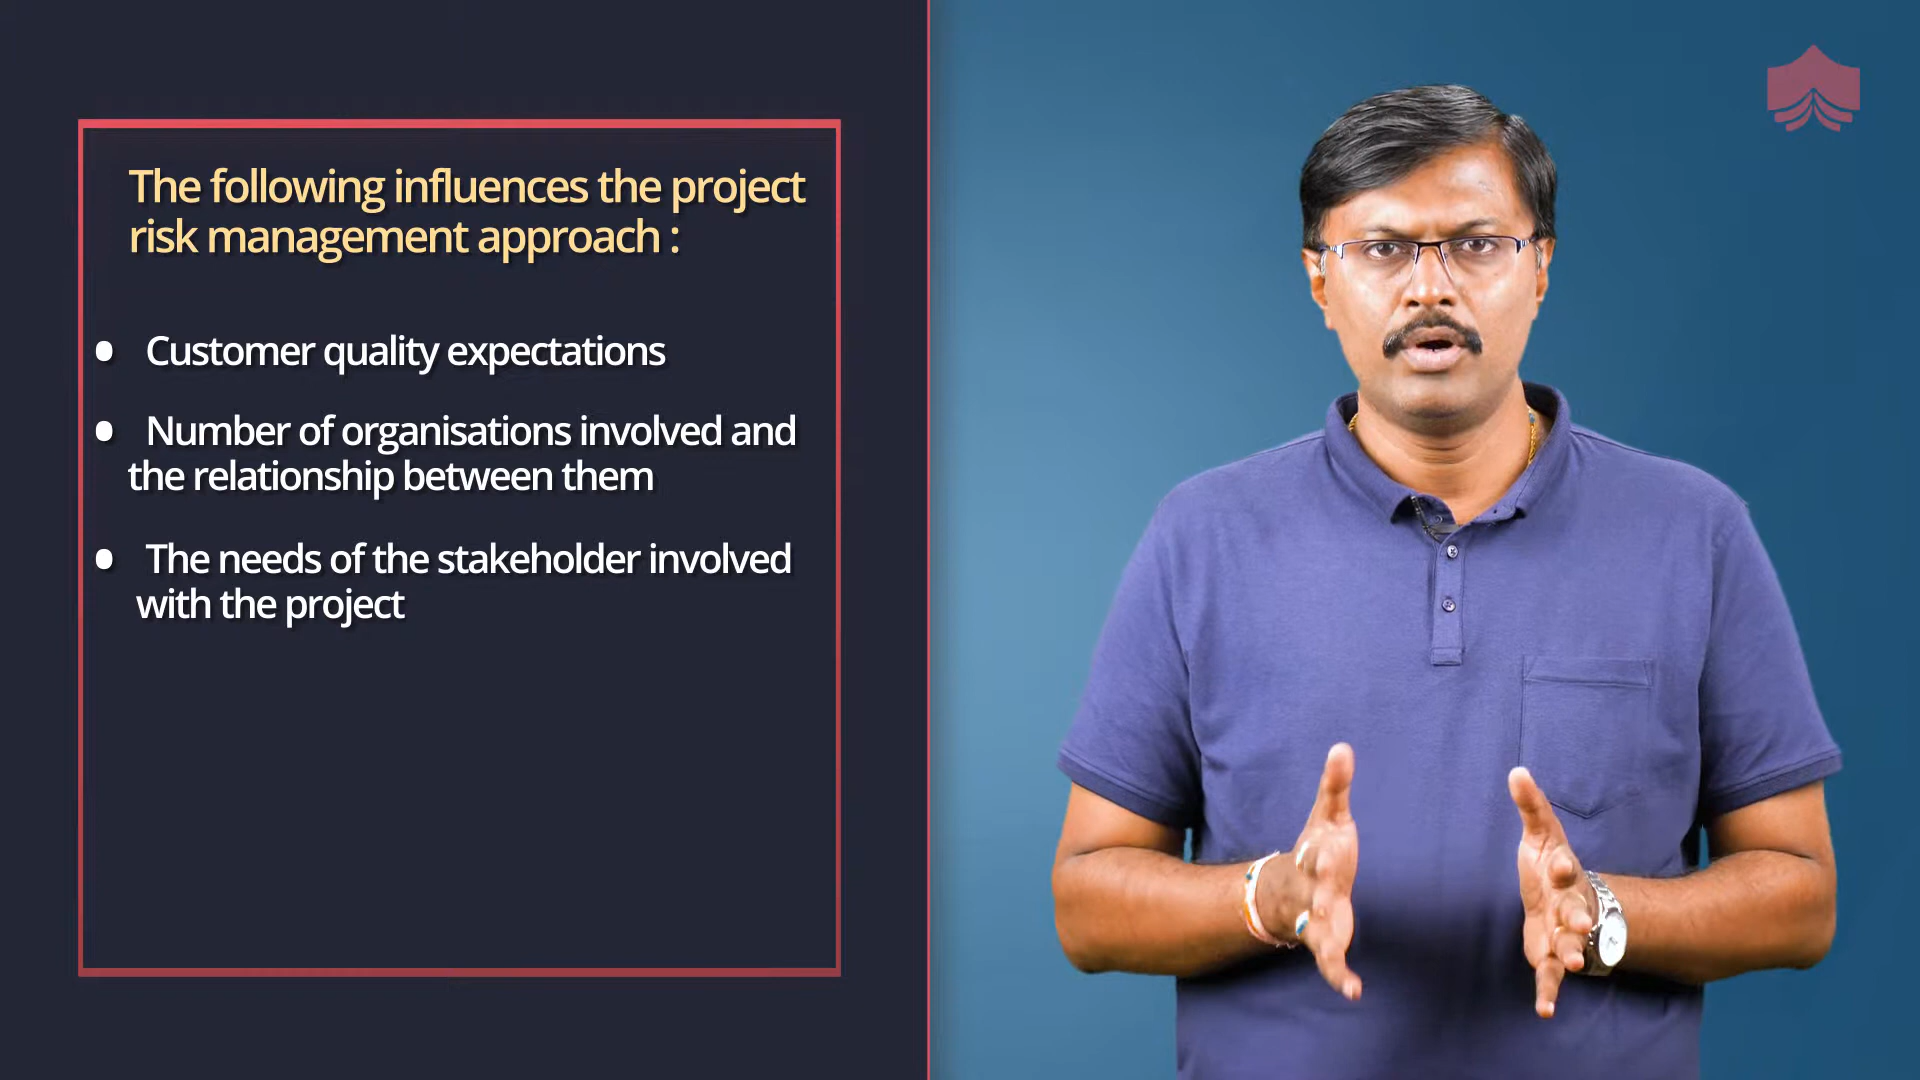 The following influences the project
risk management approach :
• Customer quality expectations
• Number of organisations involved and
the relationship between them
• The needs of the stakeholder involved
with the project